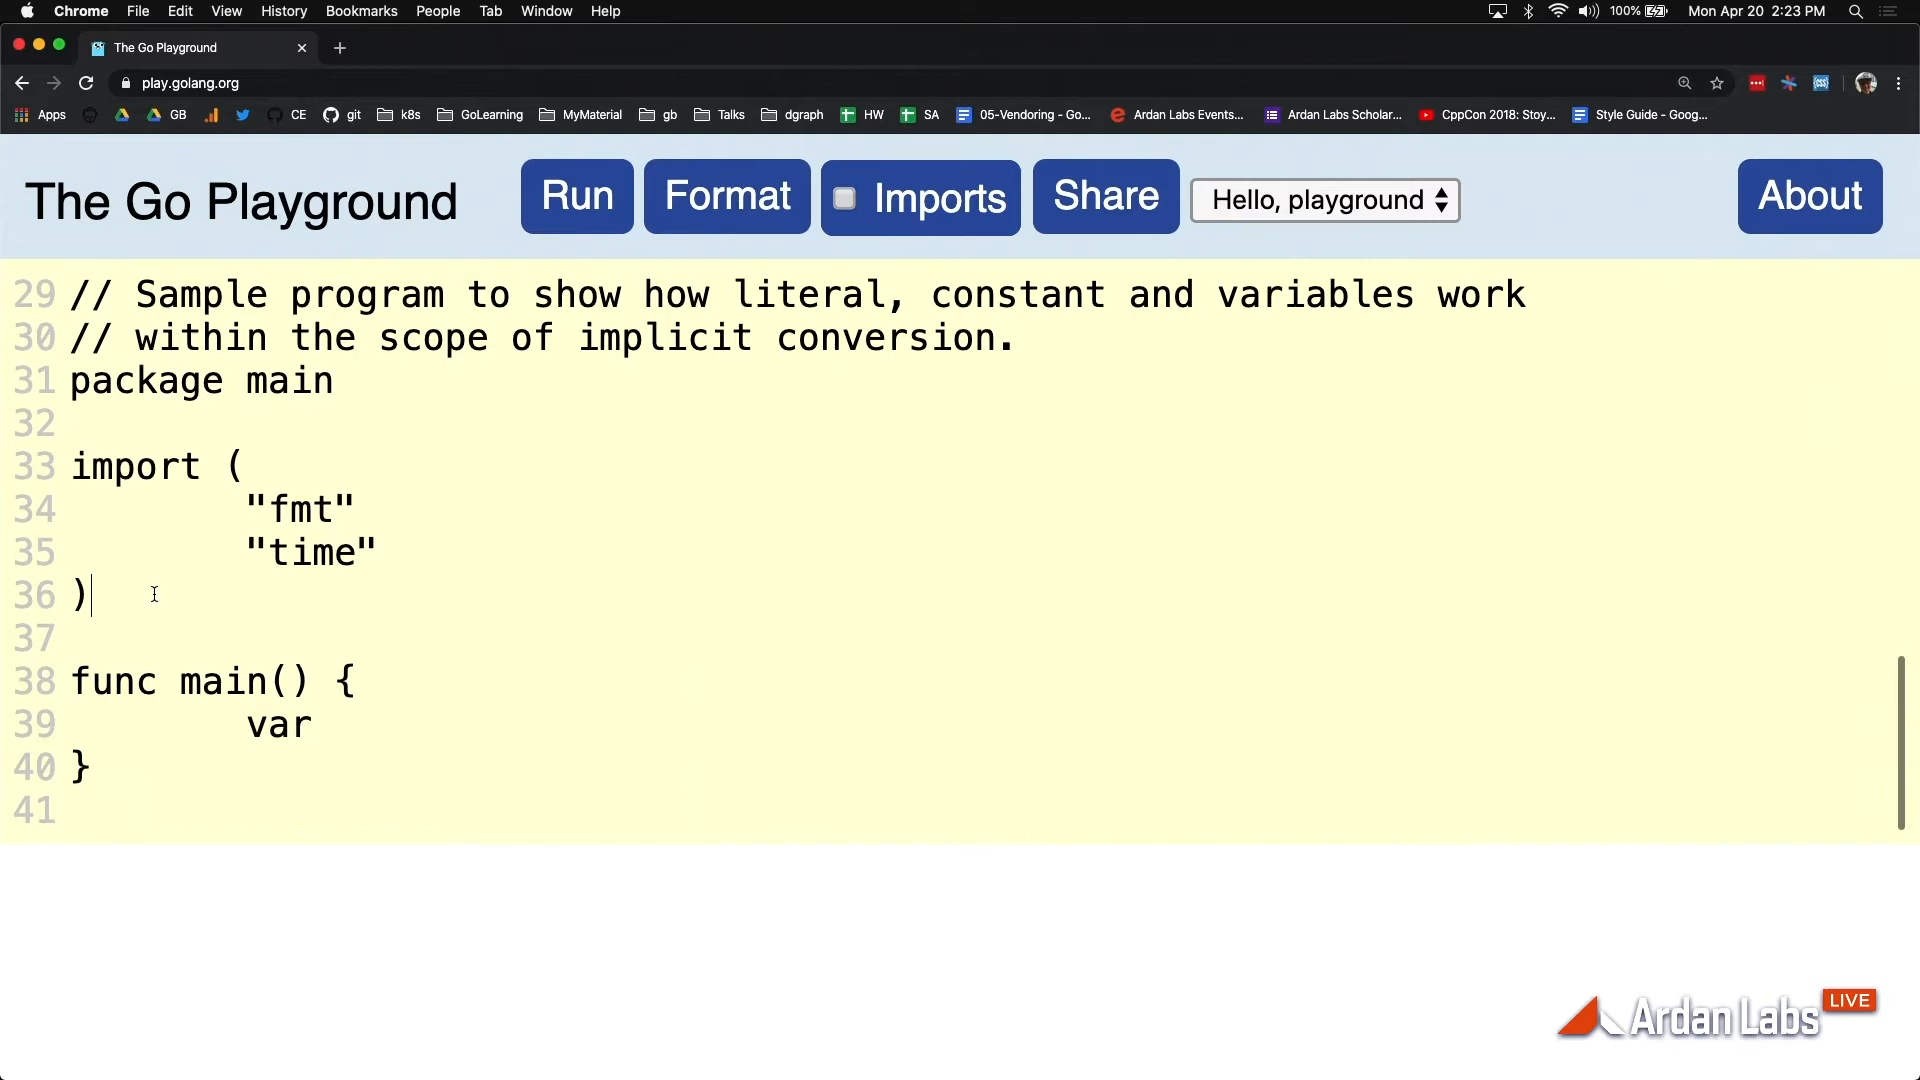 Chrome File Edit View History Bookmarks People Tab Window Help 100% Mon Apr 20 2:23 PM
The Go Playground
play.golang.org
Apps GB CE git k8s GoLearning MyMaterial gb Talks dgraph HW SA 05-Vendoring - Go... Ardan Labs Events... Ardan Labs Scholar... CppCon 2018: Stoy... Style Guide - Goog...
The Go Playground Run Format Imports Share Hello, playground About
29 // Sample program to show how literal, constant and variables work
30 // within the scope of implicit conversion.
31 package main
32
33 import (
34 "fmt"
35 "time"
36 )
37
38 func main() {
39 var
40 }
41
Ardan Labs LIVE